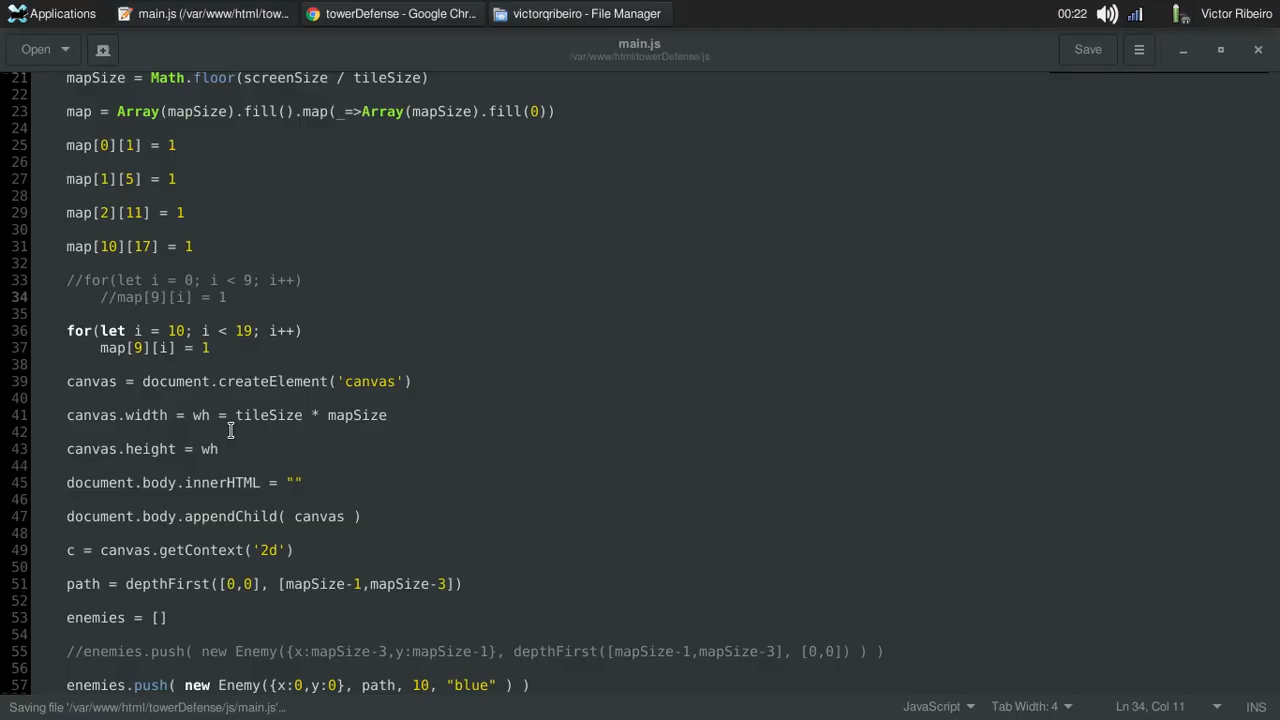 Applications main.js (/var/www/html/tow... towerDefense - Google Chr... victorqribeiro - File Manager 00:22 Victor Ribeiro
Open main.js Save
/var/www/html/towerDefense/js
21 mapSize = Math.floor(screenSize / tileSize)
22
23 map = Array(mapSize).fill().map(_=>Array(mapSize).fill(0))
24
25 map[0][1] = 1
26
27 map[1][5] = 1
28
29 map[2][11] = 1
30
31 map[10][17] = 1
32
33 //for(let i = 0; i < 9; i++)
34 //map[9][i] = 1
35
36 for(let i = 10; i < 19; i++)
37 map[9][i] = 1
38
39 canvas = document.createElement('canvas')
40
41 canvas.width = wh = tileSize * mapSize
42
43 canvas.height = wh
44
45 document.body.innerHTML = ""
46
47 document.body.appendChild( canvas )
48
49 c = canvas.getContext('2d')
50
51 path = depthFirst([0,0], [mapSize-1,mapSize-3])
52
53 enemies = []
54
55 //enemies.push( new Enemy({x:mapSize-3,y:mapSize-1}, depthFirst([mapSize-1,mapSize-3], [0,0]) ) )
56
57 enemies.push( new Enemy({x:0,y:0}, path, 10, "blue" ) )
Saving file '/var/www/html/towerDefense/js/main.js'... JavaScript Tab Width: 4 Ln 34, Col 11 INS